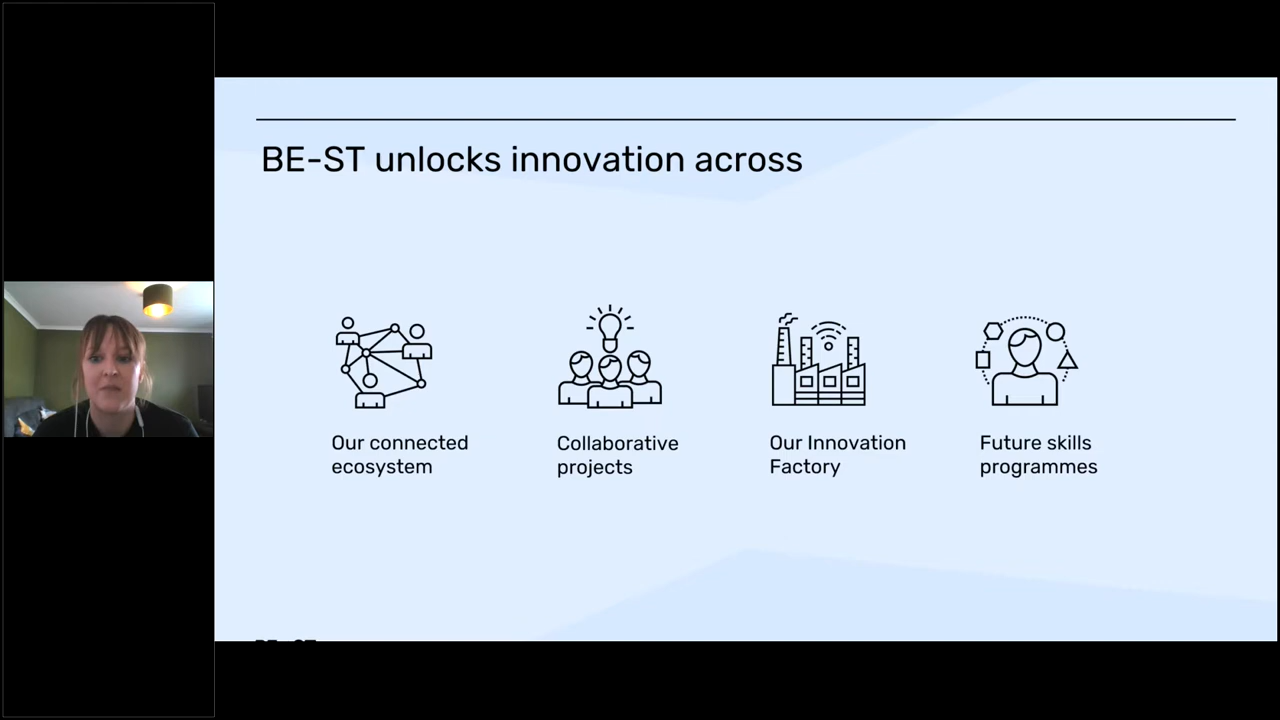 BE-ST unlocks innovation across
Our connected
ecosystem
Collaborative
projects
Our Innovation
Factory
Future skills
programmes